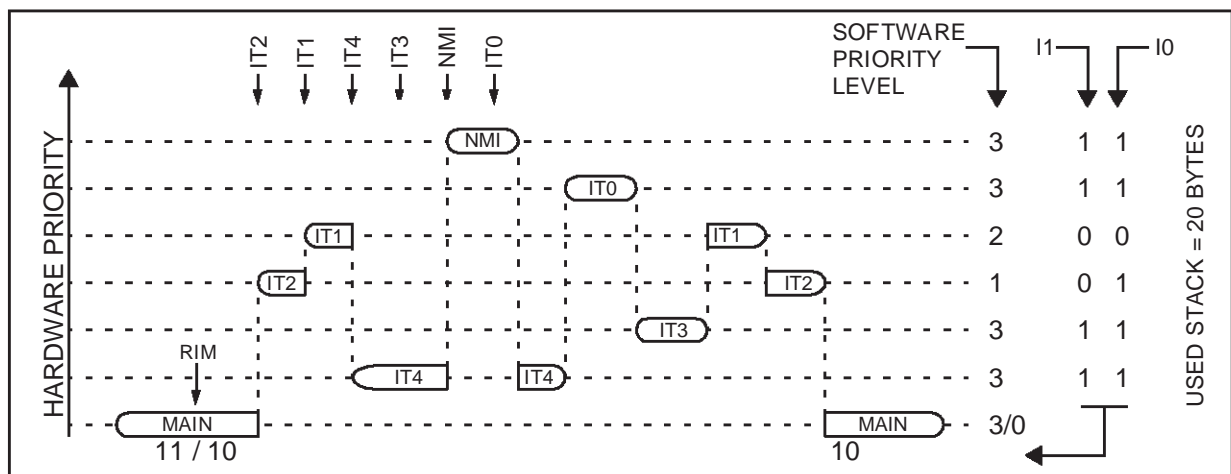 IT2
IT1
IT4
IT3
NMI
IT0
SOFTWARE
PRIORITY
LEVEL
I1
I0
HARDWARE PRIORITY
NMI 3 1 1
IT0 3 1 1
IT1 IT1 2 0 0
IT2 IT2 1 0 1
IT3 3 1 1
RIM
IT4 IT4 3 1 1
MAIN MAIN 3/0
11 / 10 10
USED STACK = 20 BYTES